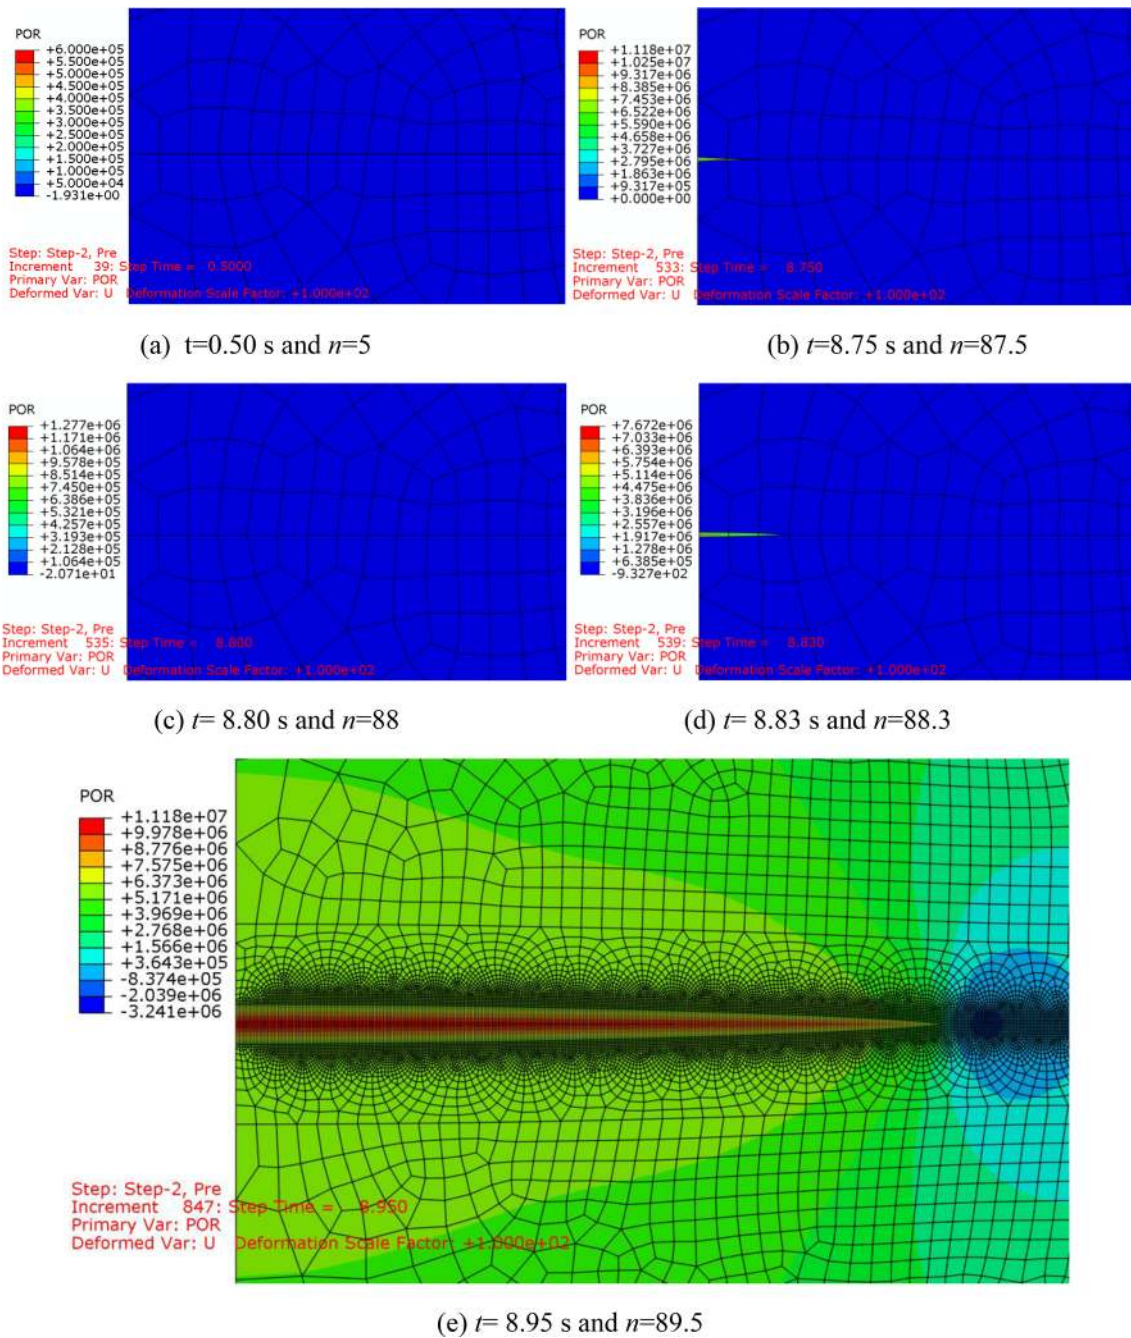 POR
+6.000e+05
+5.500e+05
+5.000e+05
+4.500e+05
+4.000e+05
+3.500e+05
+3.000e+05
+2.500e+05
+2.000e+05
+1.500e+05
+1.000e+05
+5.000e+04
-1.931e+00
Step: Step-2, Pre
Increment 39: Step Time = 0.5000
Primary Var: POR
Deformed Var: U Deformation Scale Factor: +1.000e+02
(a) t=0.50 s and n=5
POR
+1.118e+07
+1.025e+07
+9.317e+06
+8.385e+06
+7.453e+06
+6.522e+06
+5.590e+06
+4.658e+06
+3.727e+06
+2.795e+06
+1.863e+06
+9.317e+05
+0.000e+00
Step: Step-2, Pre
Increment 533: Step Time = 8.750
Primary Var: POR
Deformed Var: U Deformation Scale Factor: +1.000e+02
(b) t=8.75 s and n=87.5
POR
+1.277e+06
+1.171e+06
+1.064e+06
+9.578e+05
+8.514e+05
+7.450e+05
+6.386e+05
+5.321e+05
+4.257e+05
+3.193e+05
+2.128e+05
+1.064e+05
-2.071e+01
Step: Step-2, Pre
Increment 535: Step Time = 8.800
Primary Var: POR
Deformed Var: U Deformation Scale Factor: +1.000e+02
(c) t= 8.80 s and n=88
POR
+7.672e+06
+7.033e+06
+6.393e+06
+5.754e+06
+5.114e+06
+4.475e+06
+3.836e+06
+3.196e+06
+2.557e+06
+1.917e+06
+1.278e+06
+6.385e+05
-9.327e+02
Step: Step-2, Pre
Increment 539: Step Time = 8.830
Primary Var: POR
Deformed Var: U Deformation Scale Factor: +1.000e+02
(d) t= 8.83 s and n=88.3
POR
+1.118e+07
+9.978e+06
+8.776e+06
+7.575e+06
+6.373e+06
+5.171e+06
+3.969e+06
+2.768e+06
+1.566e+06
+3.643e+05
-8.374e+05
-2.039e+06
-3.241e+06
Step: Step-2, Pre
Increment 847: Step Time = 8.950
Primary Var: POR
Deformed Var: U Deformation Scale Factor: +1.000e+02
(e) t= 8.95 s and n=89.5